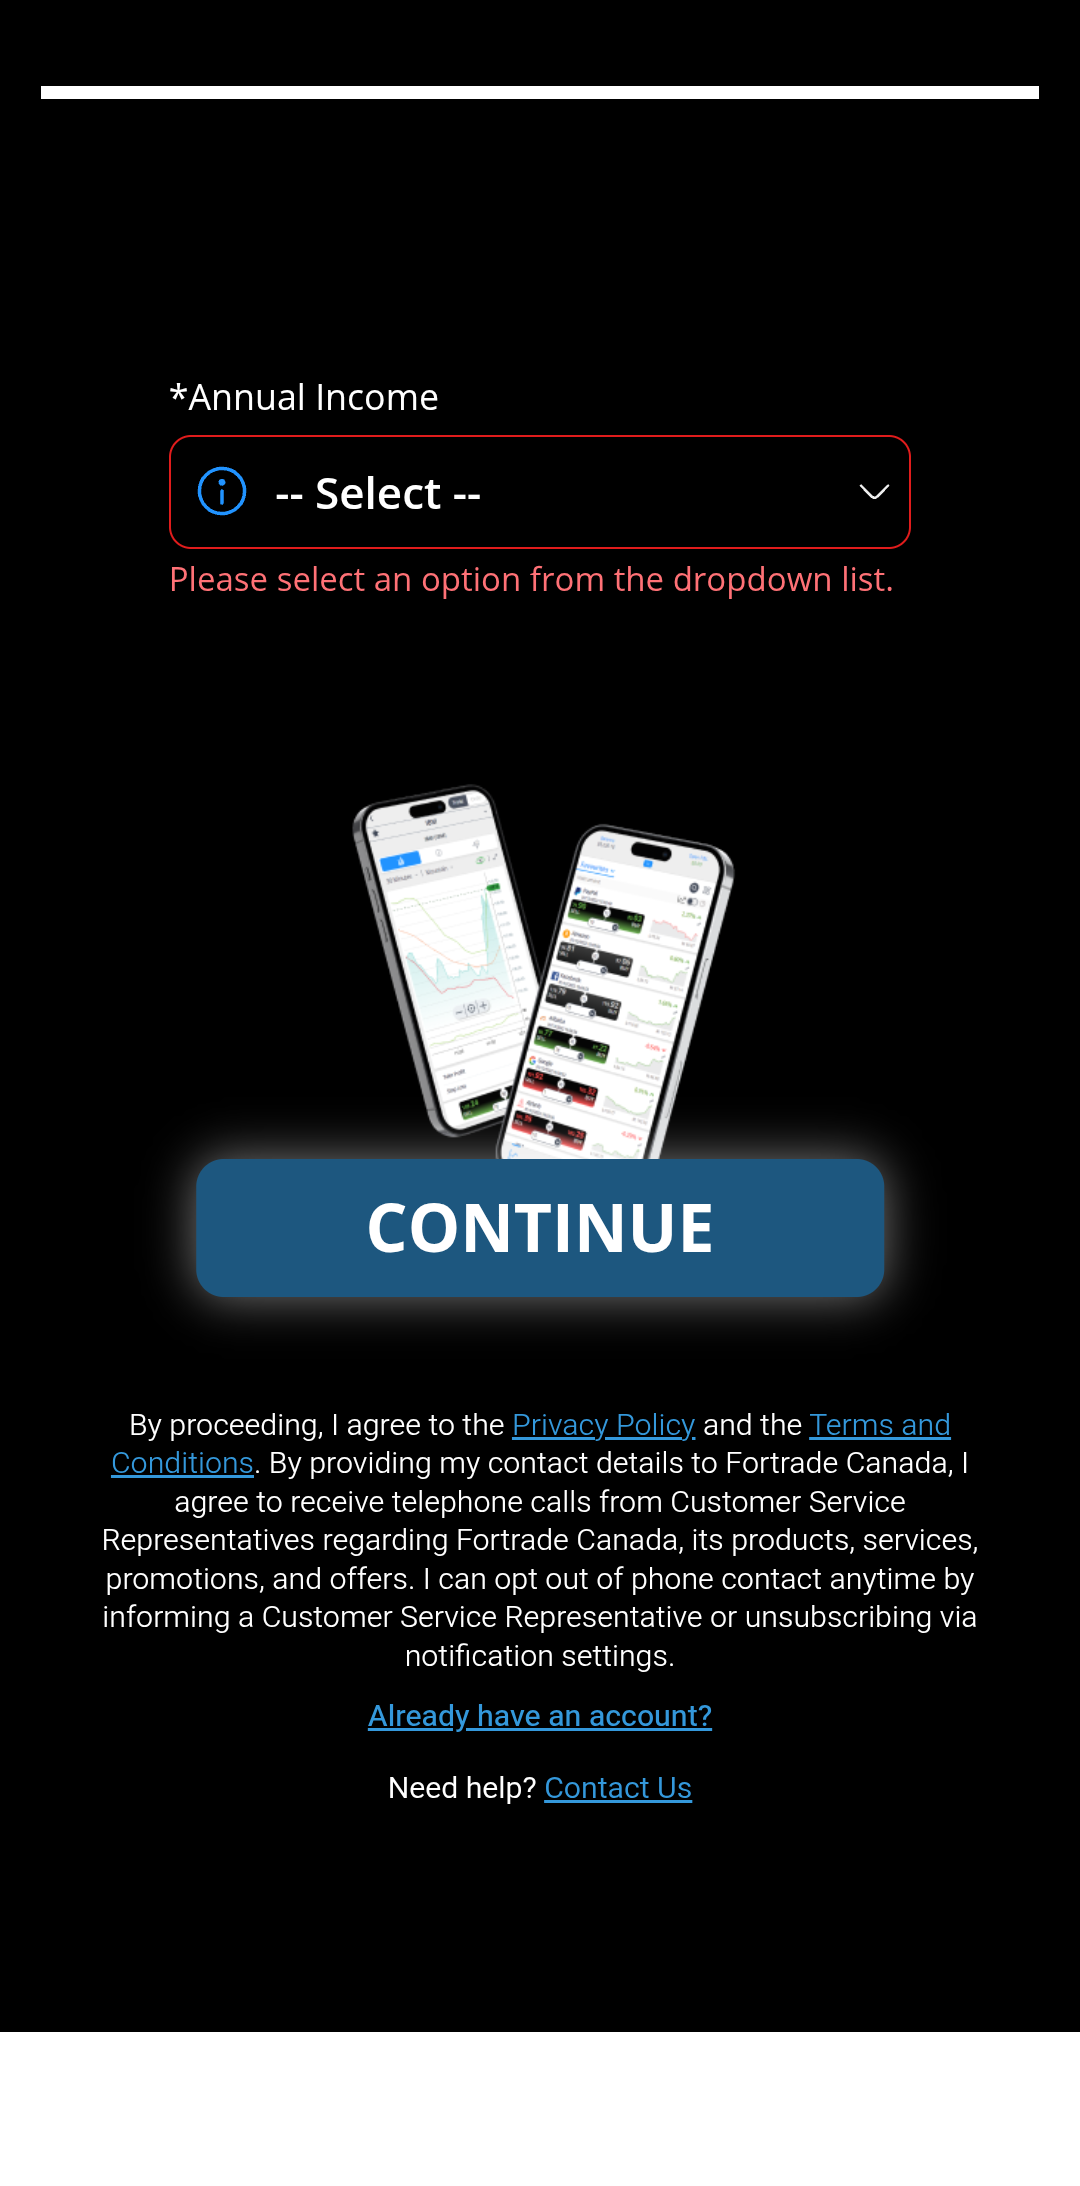 *Annual Income
-- Select --
Please select an option from the dropdown list.
CONTINUE
By proceeding, I agree to the Privacy Policy and the Terms and
Conditions. By providing my contact details to Fortrade Canada, I
agree to receive telephone calls from Customer Service
Representatives regarding Fortrade Canada, its products, services,
promotions, and offers. I can opt out of phone contact anytime by
informing a Customer Service Representative or unsubscribing via
notification settings.
Already have an account?
Need help? Contact Us